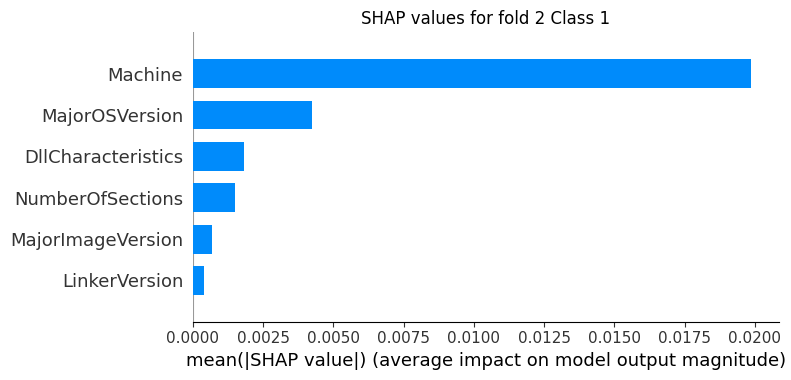 SHAP values for fold 2 Class 1
Machine
MajorOSVersion
DllCharacteristics
NumberOfSections
MajorImageVersion
LinkerVersion
0.0000 0.0025 0.0050 0.0075 0.0100 0.0125 0.0150 0.0175 0.0200
mean(|SHAP value|) (average impact on model output magnitude)